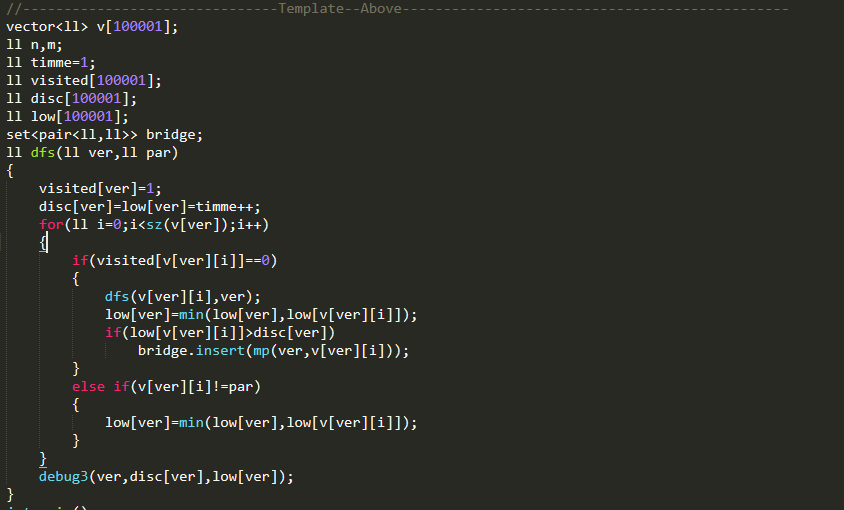 //-------------------------------Template--Above-----------------------------------------------
vector<ll> v[100001];
ll n,m;
ll timme=1;
ll visited[100001];
ll disc[100001];
ll low[100001];
set<pair<ll,ll>> bridge;
ll dfs(ll ver,ll par)
{
    visited[ver]=1;
    disc[ver]=low[ver]=timme++;
    for(ll i=0;i<sz(v[ver]);i++)
    {
        if(visited[v[ver][i]]==0)
        {
            dfs(v[ver][i],ver);
            low[ver]=min(low[ver],low[v[ver][i]]);
            if(low[v[ver][i]]>disc[ver])
                bridge.insert(mp(ver,v[ver][i]));
        }
        else if(v[ver][i]!=par)
        {
            low[ver]=min(low[ver],low[v[ver][i]]);
        }
    }
    debug3(ver,disc[ver],low[ver]);
}